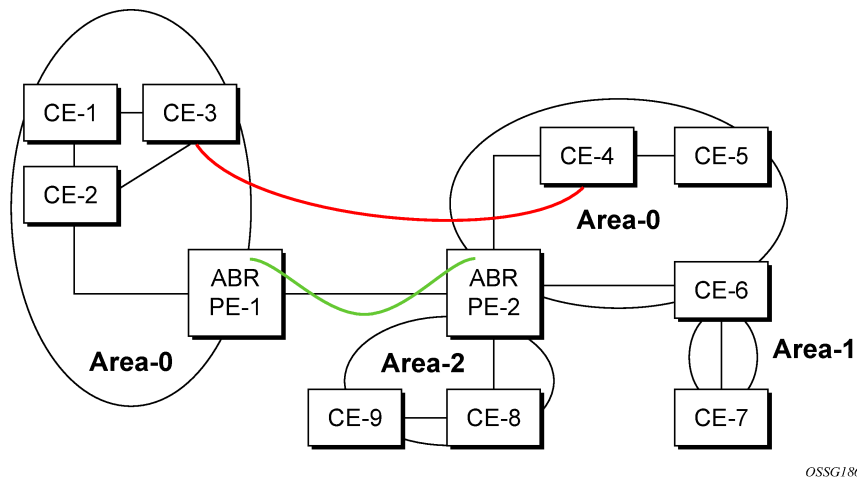 CE-1
CE-3
CE-2
ABR
PE-1
Area-0
CE-4
CE-5
Area-0
ABR
PE-2
CE-6
Area-2
Area-1
CE-9
CE-8
CE-7